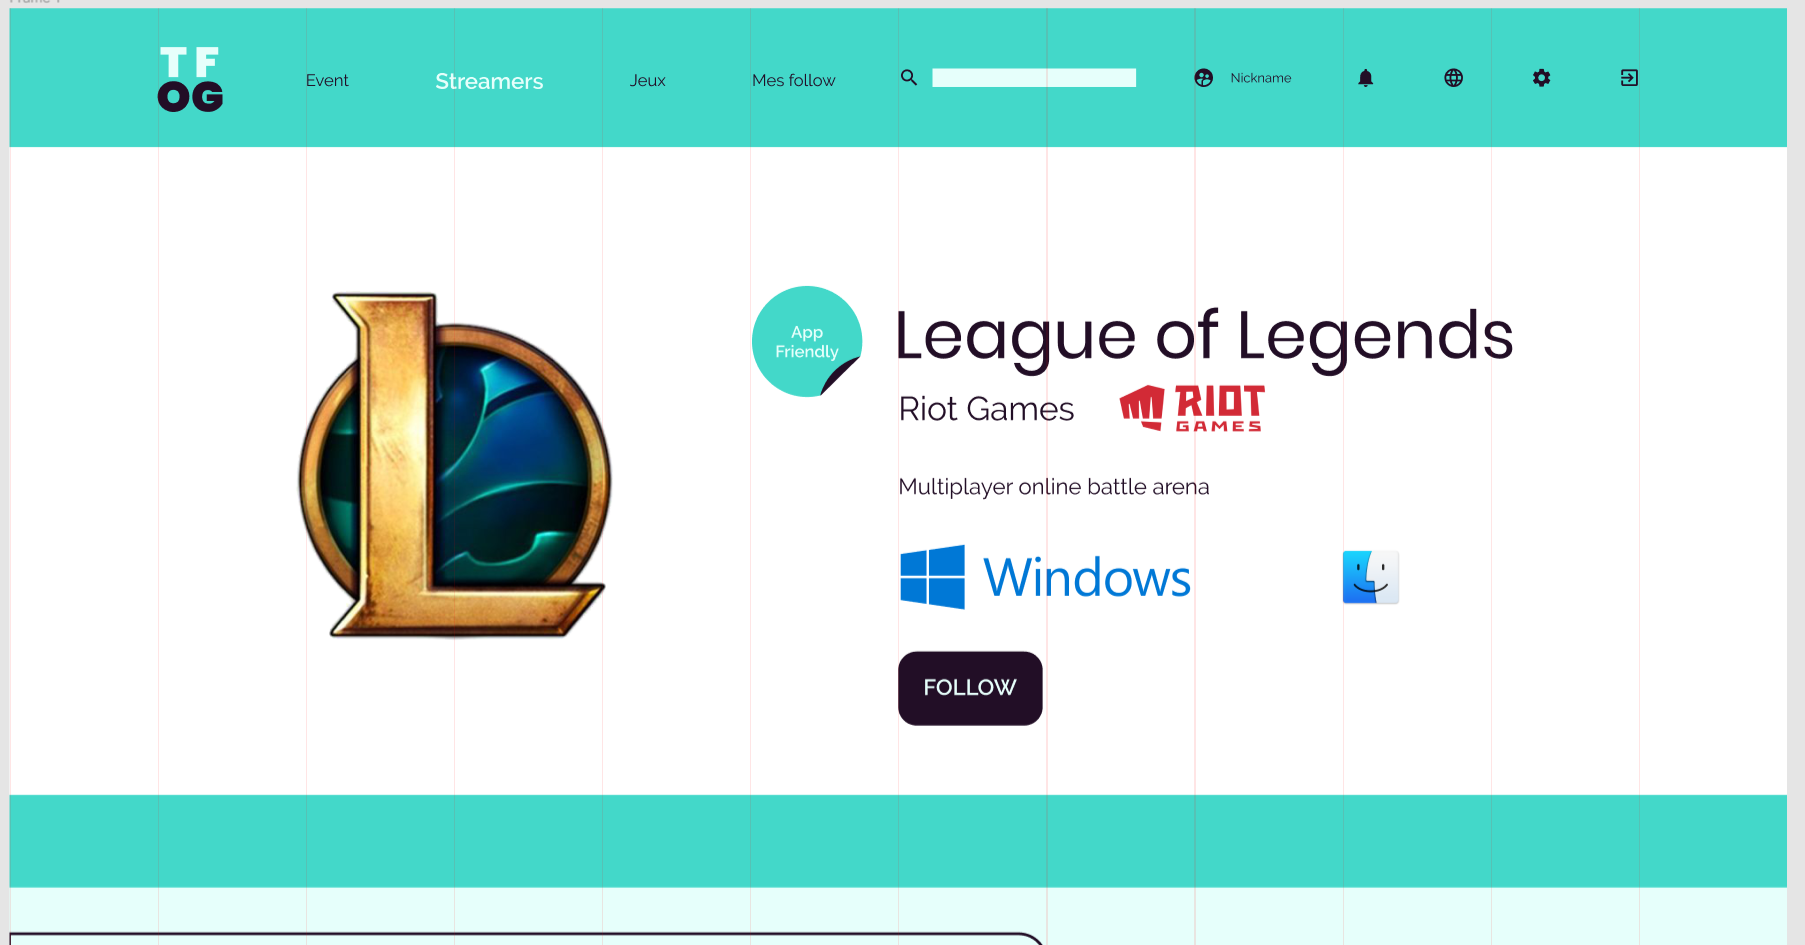 TF
OG
Event
Streamers
Jeux
Mes follow
Nickname
App
Friendly
League of Legends
Riot Games
RIOT
GAMES
Multiplayer online battle arena
Windows
FOLLOW